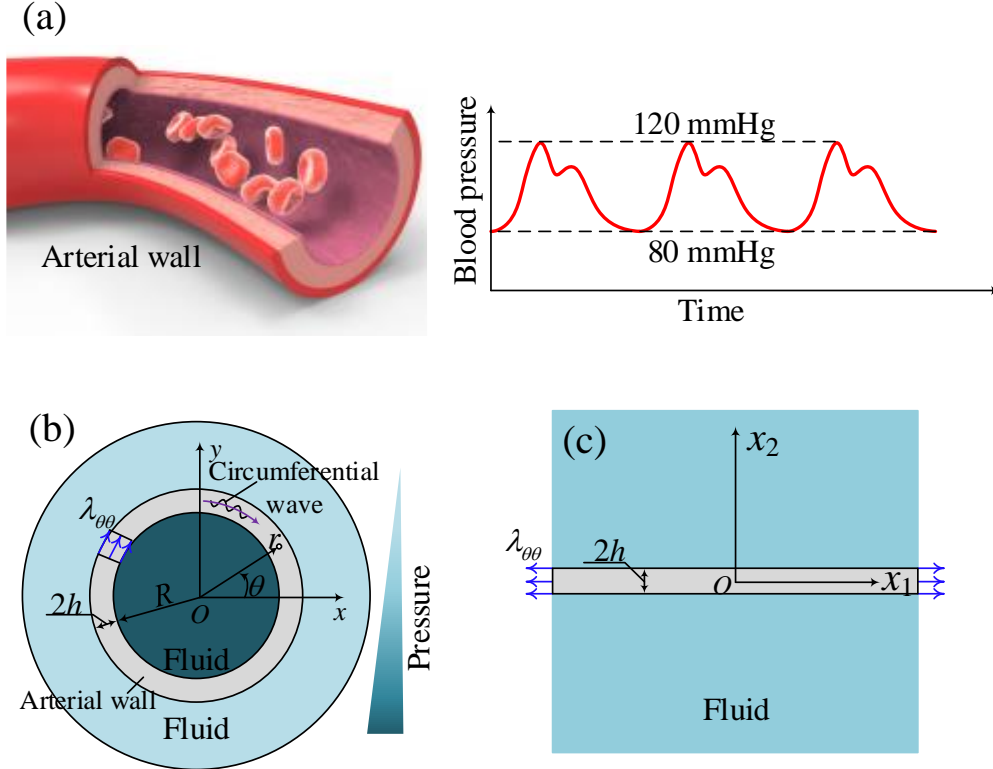 (a)
Arterial wall
Blood pressure
120 mmHg
80 mmHg
Time
(b)
y
Circumferential
wave
λθθ
r
θ
R
2h
O
x
Fluid
Arterial wall
Fluid
Pressure
(c)
x2
λθθ
2h
O
x1
Fluid